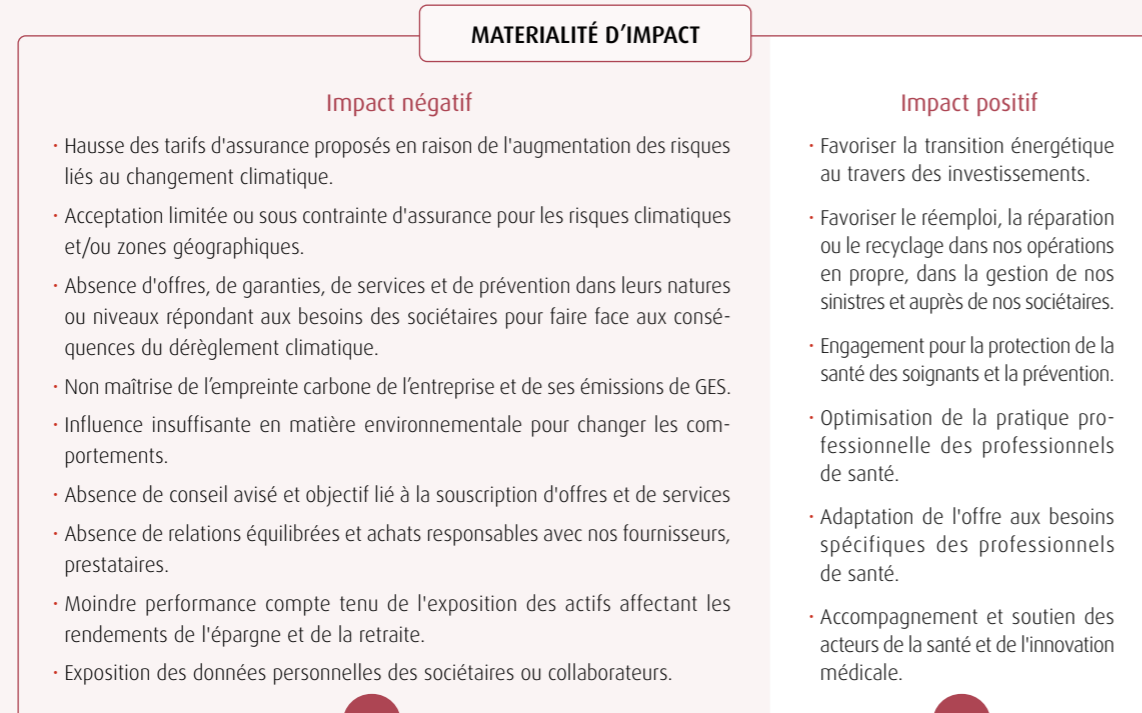 MATERIALITÉ D’IMPACT
Impact négatif
· Hausse des tarifs d'assurance proposés en raison de l'augmentation des risques
liés au changement climatique.
· Acceptation limitée ou sous contrainte d'assurance pour les risques climatiques
et/ou zones géographiques.
· Absence d'offres, de garanties, de services et de prévention dans leurs natures
ou niveaux répondant aux besoins des sociétaires pour faire face aux consé-
quences du dérèglement climatique.
· Non maîtrise de l’empreinte carbone de l’entreprise et de ses émissions de GES.
· Influence insuffisante en matière environnementale pour changer les com-
portements.
· Absence de conseil avisé et objectif lié à la souscription d'offres et de services
· Absence de relations équilibrées et achats responsables avec nos fournisseurs,
prestataires.
· Moindre performance compte tenu de l'exposition des actifs affectant les
rendements de l'épargne et de la retraite.
· Exposition des données personnelles des sociétaires ou collaborateurs.
Impact positif
· Favoriser la transition énergétique
au travers des investissements.
· Favoriser le réemploi, la réparation
ou le recyclage dans nos opérations
en propre, dans la gestion de nos
sinistres et auprès de nos sociétaires.
· Engagement pour la protection de la
santé des soignants et la prévention.
· Optimisation de la pratique pro-
fessionnelle des professionnels
de santé.
· Adaptation de l'offre aux besoins
spécifiques des professionnels
de santé.
· Accompagnement et soutien des
acteurs de la santé et de l'innovation
médicale.